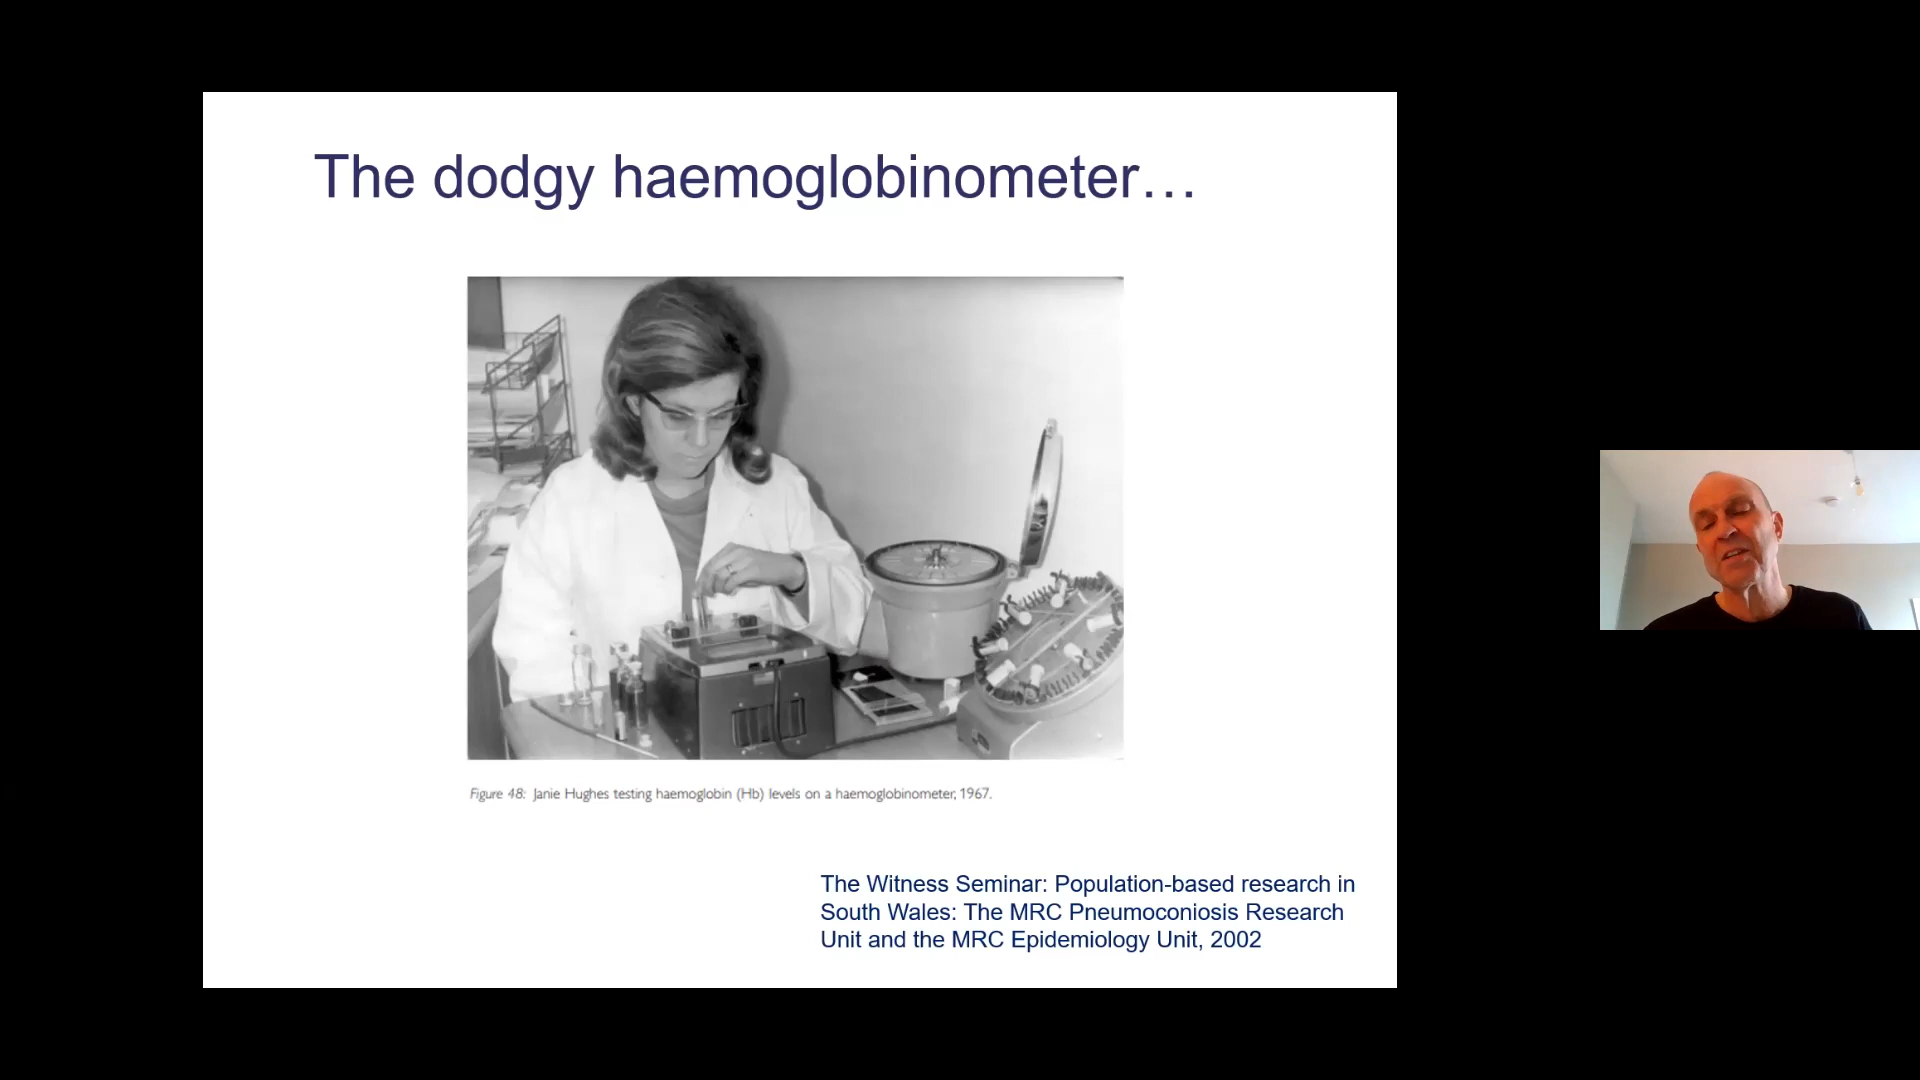 The dodgy haemoglobinometer…
Figure 48: Janie Hughes testing haemoglobin (Hb) levels on a haemoglobinometer, 1967.
The Witness Seminar: Population-based research in
South Wales: The MRC Pneumoconiosis Research
Unit and the MRC Epidemiology Unit, 2002